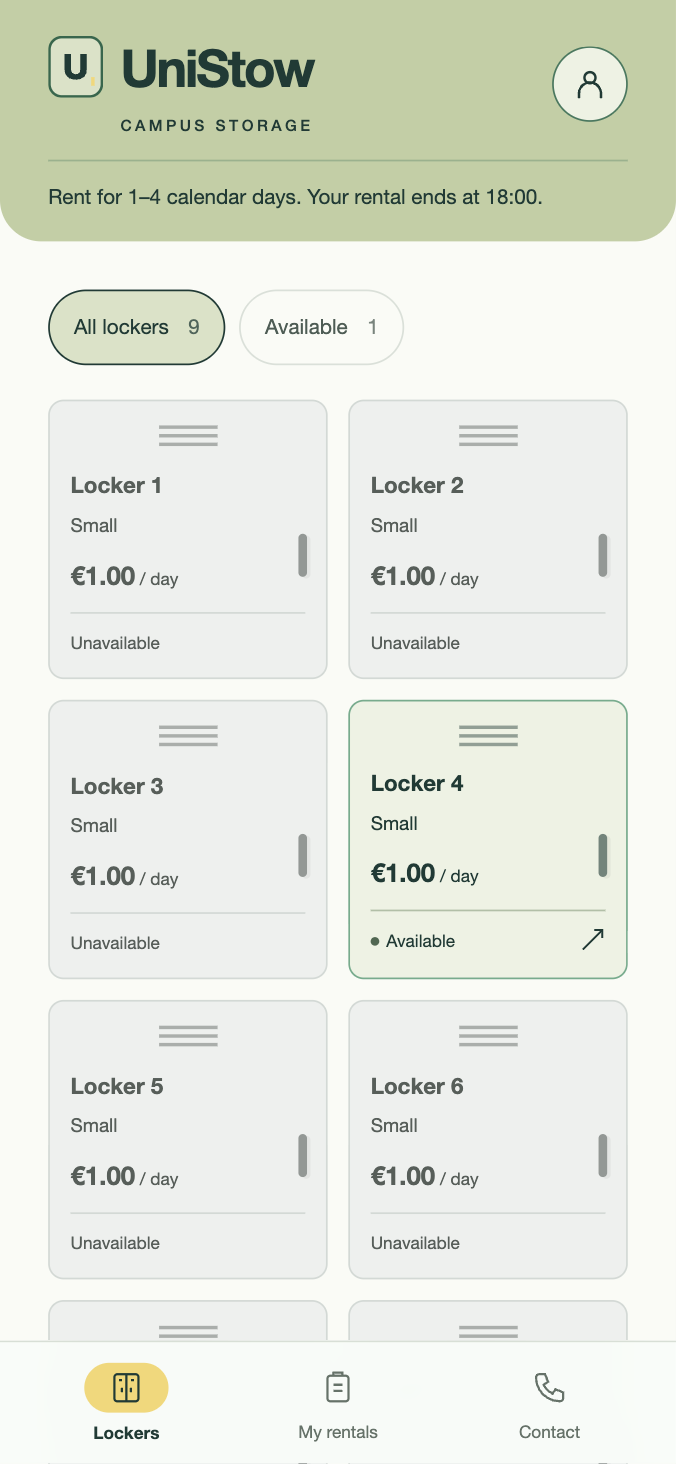 U
UniStow
CAMPUS STORAGE
Rent for 1–4 calendar days. Your rental ends at 18:00.
All lockers 9
Available 1
Locker 1
Small
€1.00 / day
Unavailable
Locker 2
Small
€1.00 / day
Unavailable
Locker 3
Small
€1.00 / day
Unavailable
Locker 4
Small
€1.00 / day
Available
Locker 5
Small
€1.00 / day
Unavailable
Locker 6
Small
€1.00 / day
Unavailable
Lockers
My rentals
Contact